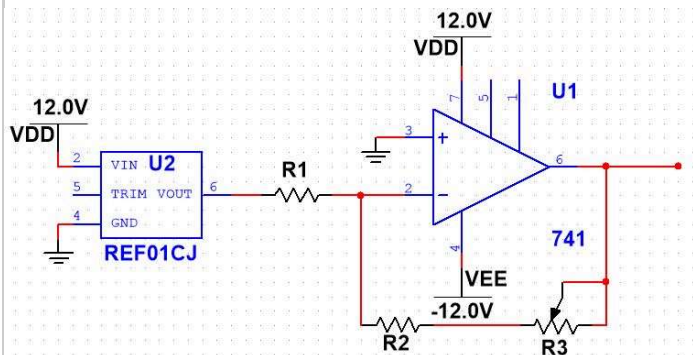 12.0V
VDD
U1
7
5
1
12.0V
VDD
3
+
2
VIN
U2
R1
6
5
TRIM
VOUT
6
2
-
4
GND
741
REF01CJ
4
VEE
-12.0V
R2
R3